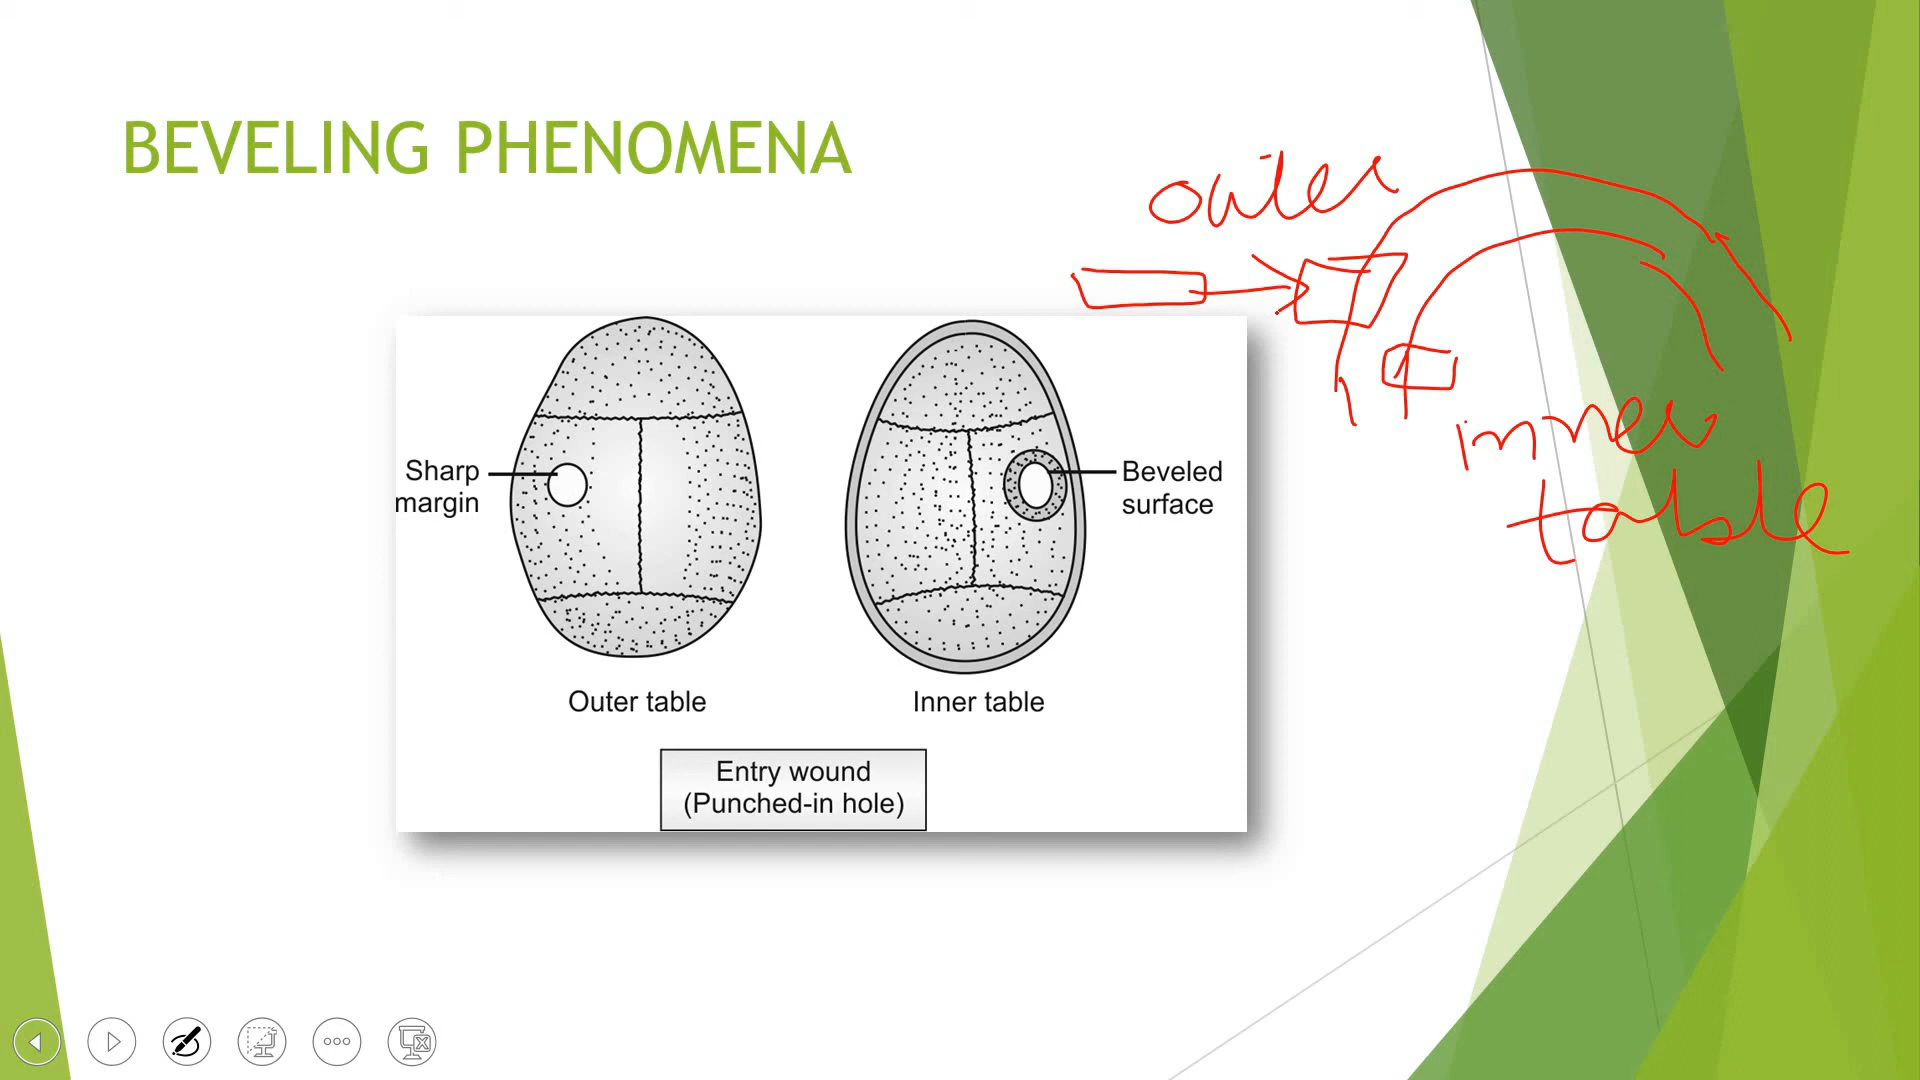 BEVELING PHENOMENA
outer
inner
table
Sharp
margin
Beveled
surface
Outer table
Inner table
Entry wound
(Punched-in hole)